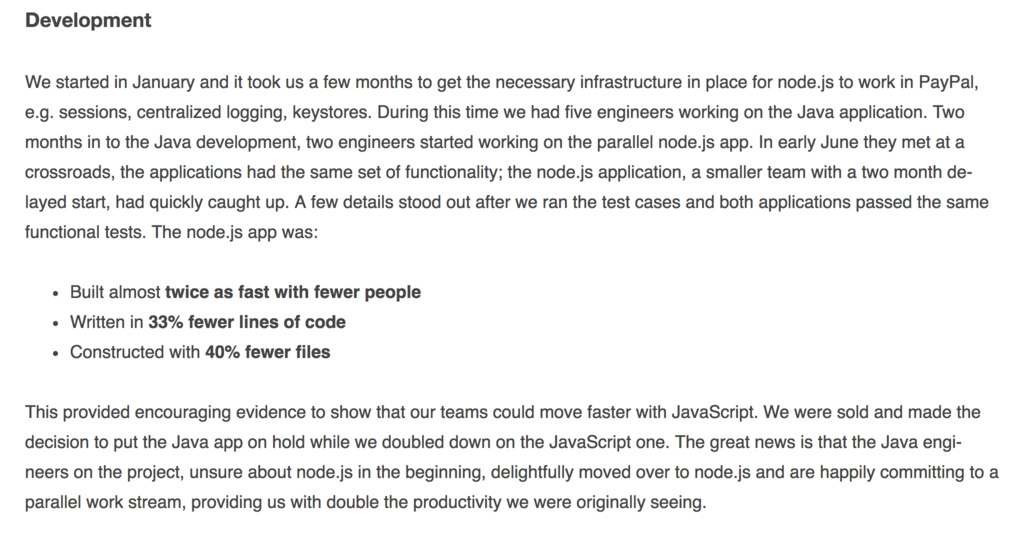 Development
We started in January and it took us a few months to get the necessary infrastructure in place for node.js to work in PayPal,
e.g. sessions, centralized logging, keystores. During this time we had five engineers working on the Java application. Two
months in to the Java development, two engineers started working on the parallel node.js app. In early June they met at a
crossroads, the applications had the same set of functionality; the node.js application, a smaller team with a two month de-
layed start, had quickly caught up. A few details stood out after we ran the test cases and both applications passed the same
functional tests. The node.js app was:
• Built almost twice as fast with fewer people
• Written in 33% fewer lines of code
• Constructed with 40% fewer files
This provided encouraging evidence to show that our teams could move faster with JavaScript. We were sold and made the
decision to put the Java app on hold while we doubled down on the JavaScript one. The great news is that the Java engi-
neers on the project, unsure about node.js in the beginning, delightfully moved over to node.js and are happily committing to a
parallel work stream, providing us with double the productivity we were originally seeing.